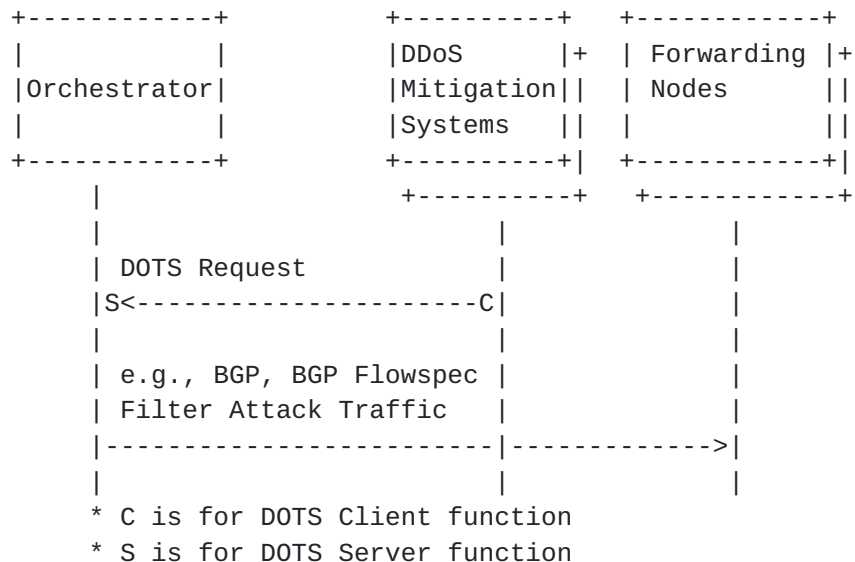 DDoS Forwarding
Orchestrator Mitigation Nodes
Systems
DOTS Request
S C
e.g., BGP, BGP Flowspec
Filter Attack Traffic
* C is for DOTS Client function
* S is for DOTS Server function